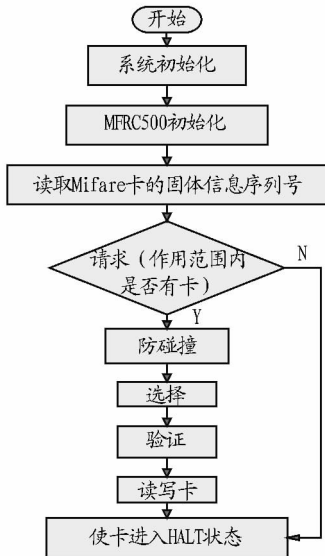 开始
系统初始化
MFRC500初始化
读取Mifare卡的固体信息序列号
请求（作用范围内
是否有卡）
N
Y
防碰撞
选择
验证
读写卡
使卡进入HALT状态